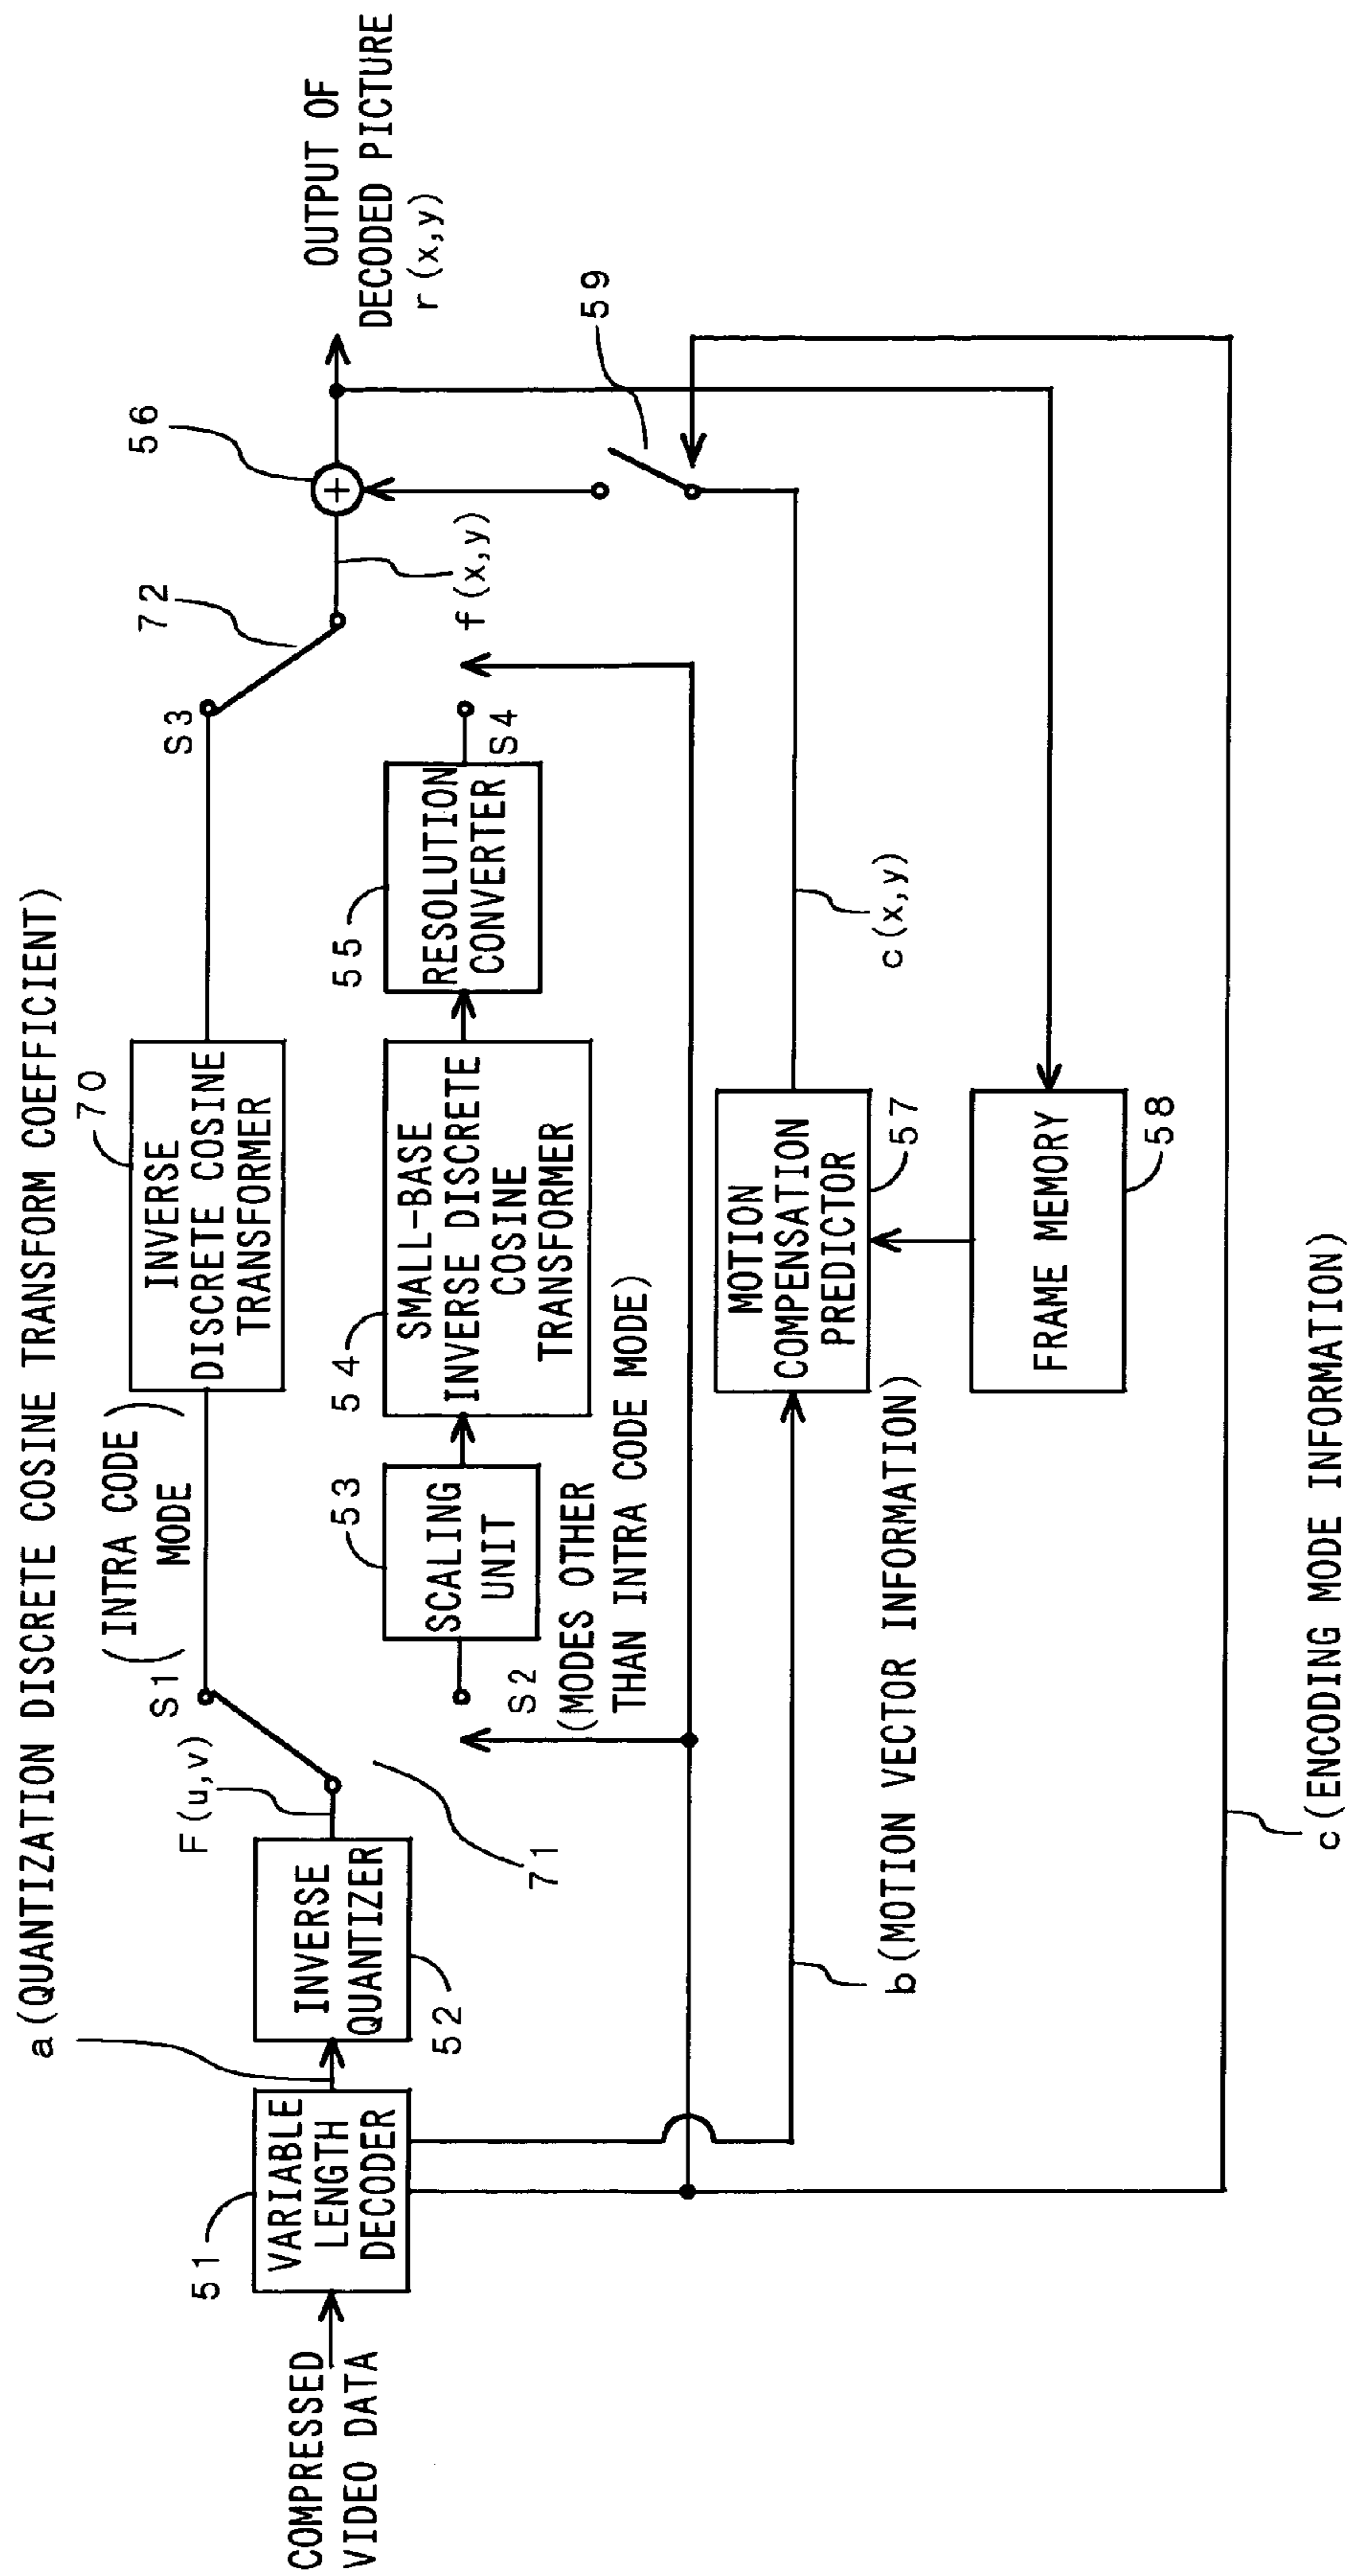 a(QUANTIZATION DISCRETE COSINE TRANSFORM COEFFICIENT)
COMPRESSED
VIDEO DATA
51
VARIABLE
LENGTH
DECODER
52
INVERSE
QUANTIZER
F(u,v)
71
S1
(INTRA CODE)
MODE
70
INVERSE
DISCRETE COSINE
TRANSFORMER
S3
72
S2
(MODES OTHER
THAN INTRA CODE MODE)
53
SCALING
UNIT
54
SMALL-BASE
INVERSE DISCRETE
COSINE
TRANSFORMER
55
RESOLUTION
CONVERTER
S4
f(x,y)
56
+
OUTPUT OF
DECODED PICTURE
r(x,y)
59
b(MOTION VECTOR INFORMATION)
MOTION
COMPENSATION
PREDICTOR
57
c(x,y)
FRAME MEMORY
58
c(ENCODING MODE INFORMATION)